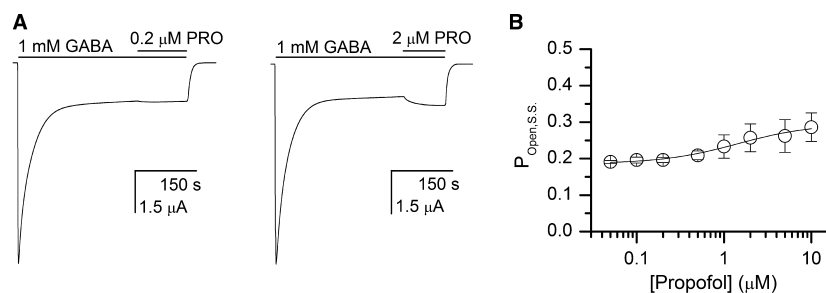 A
0.2 μM PRO
1 mM GABA
150 s
1.5 μA
2 μM PRO
1 mM GABA
150 s
1.5 μA
B
0.5
0.4
0.3
0.2
0.1
0.0
P Open,S.S.
0.1 1 10
[Propofol] (μM)